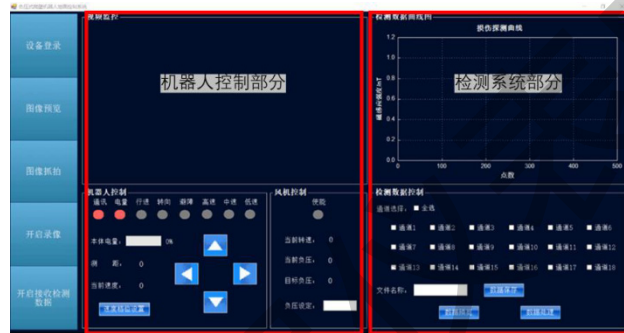 视频监控
检测数据曲线图
设备登录
损伤探测曲线
机器人控制部分
检测系统部分
1.2
1.0
0.8
0.6
0.4
0.2
0.0
0 100 200 300 400 500
点数
图像预览
图像抓拍
开启录像
开启接收检测
数据
机器人控制
通讯 电量 行进 转向 避障 高速 中速 低速
本体电量: 0%
测 距: 0
当前速度: 0
风机控制
使能
当前转速: 0
当前负压: 0
目标负压: 0
负压设定:
检测数据控制
通道选择: 全选
通道1 通道2 通道3 通道4 通道5 通道6
通道7 通道8 通道9 通道10 通道11 通道12
通道13 通道14 通道15 通道16 通道17 通道18
文件名称: